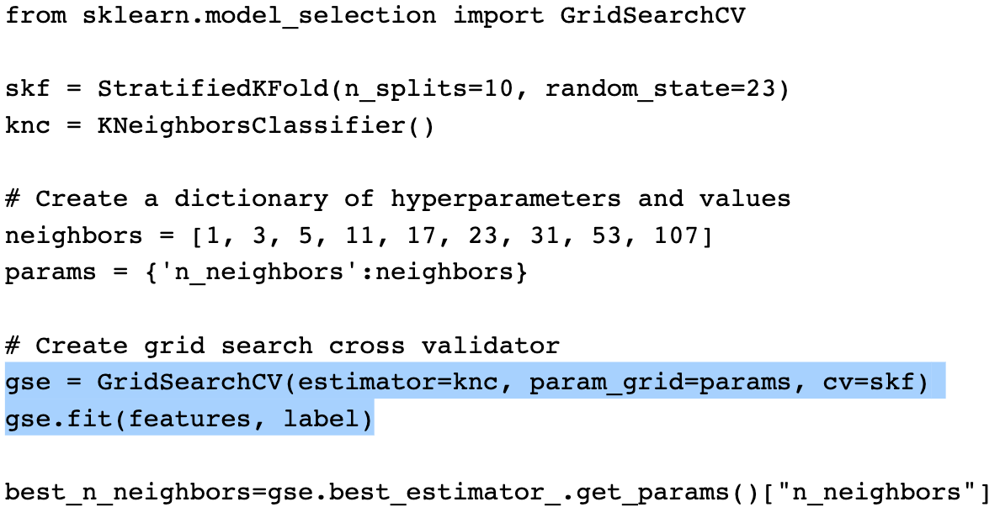 from sklearn.model_selection import GridSearchCV
skf = StratifiedKFold(n_splits=10, random_state=23)
knc = KNeighborsClassifier()
# Create a dictionary of hyperparameters and values
neighbors = [1, 3, 5, 11, 17, 23, 31, 53, 107]
params = {'n_neighbors':neighbors}
# Create grid search cross validator
gse = GridSearchCV(estimator=knc, param_grid=params, cv=skf)
gse.fit(features, label)
best_n_neighbors=gse.best_estimator_.get_params()["n_neighbors"]